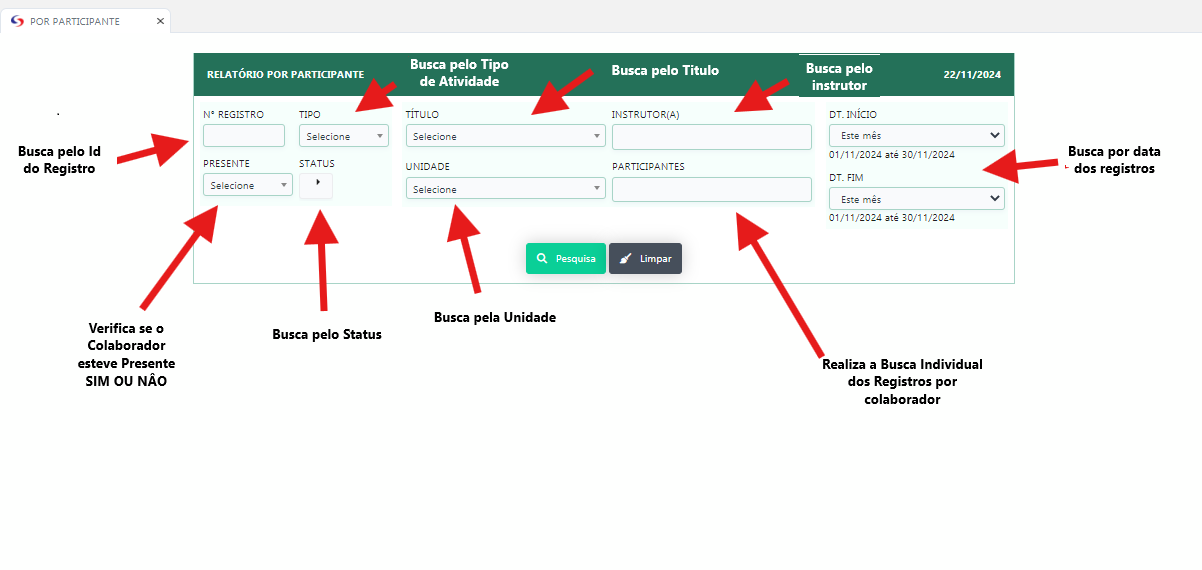 POR PARTICIPANTE
RELATÓRIO POR PARTICIPANTE
Busca pelo Tipo
de Atividade
Busca pelo Título
Busca pelo
instrutor
22/11/2024
N° REGISTRO
TIPO
TÍTULO
INSTRUTOR(A)
DT. INÍCIO
Selecione
Selecione
Este mês
01/11/2024 até 30/11/2024
Busca pelo Id
do Registro
PRESENTE
STATUS
UNIDADE
PARTICIPANTES
DT. FIM
Selecione
Selecione
Este mês
01/11/2024 até 30/11/2024
Busca por data
dos registros
Pesquisa
Limpar
Verifica se o
Colaborador
esteve Presente
SIM OU NÂO
Busca pelo Status
Busca pela Unidade
Realiza a Busca Individual
dos Registros por
colaborador